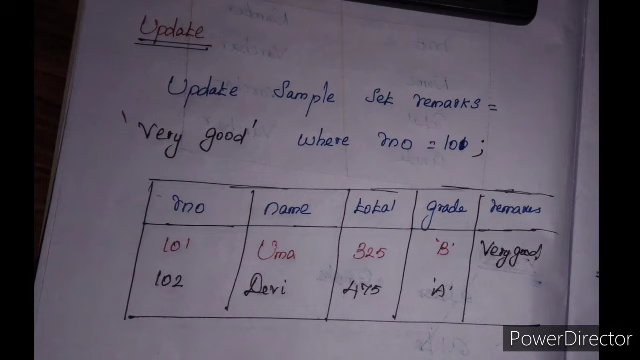 Update
Update Sample Set remarks =
'Very good' where rno = 101;
rno name total grade remarks
101 Uma 325 'B' Very good
102 Devi 475 'A'
PowerDirector